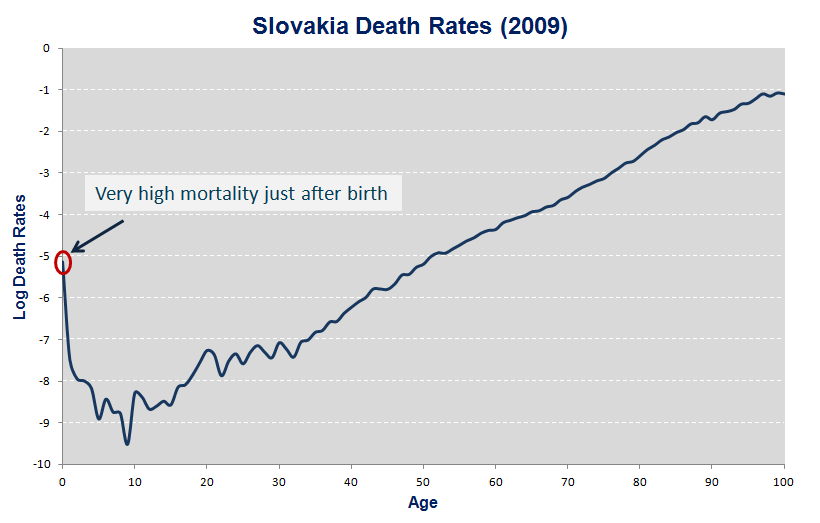 Slovakia Death Rates (2009)
0
-1
-2
-3
-4
-5
-6
-7
-8
-9
-10
Log Death Rates
Very high mortality just after birth
0 10 20 30 40 50 60 70 80 90 100
Age